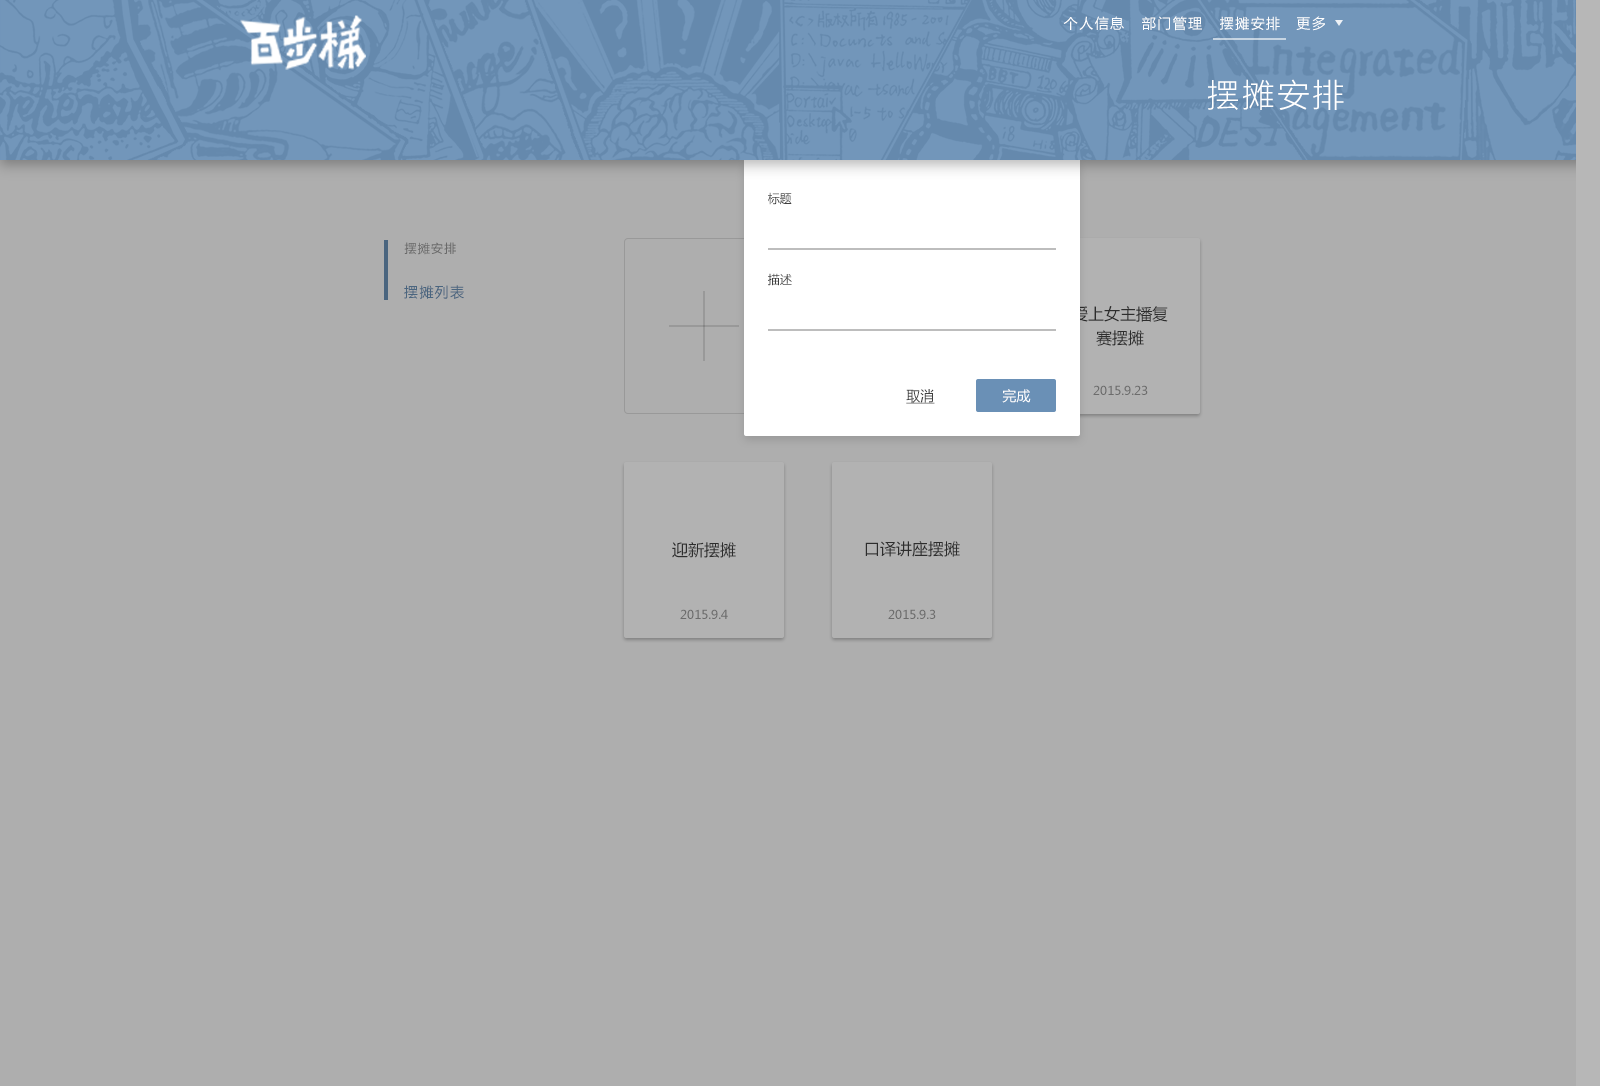 百步梯
个人信息 部门管理 摆摊安排 更多
摆摊安排
Integrated
标题
描述
取消
完成
摆摊安排
摆摊列表
爱上女主播复
赛摆摊
2015.9.23
迎新摆摊
2015.9.4
口译讲座摆摊
2015.9.3